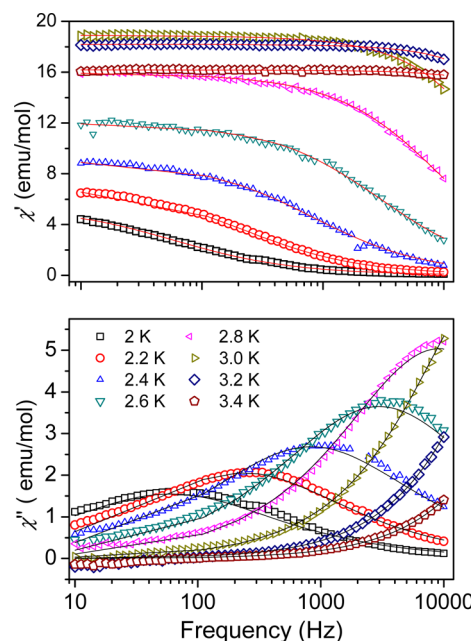 20
16
12
8
4
0
χ' (emu/mol)
5
4
3
2
1
0
χ'' ( emu/mol)
2 K
2.2 K
2.4 K
2.6 K
2.8 K
3.0 K
3.2 K
3.4 K
10
100
1000
10000
Frequency (Hz)